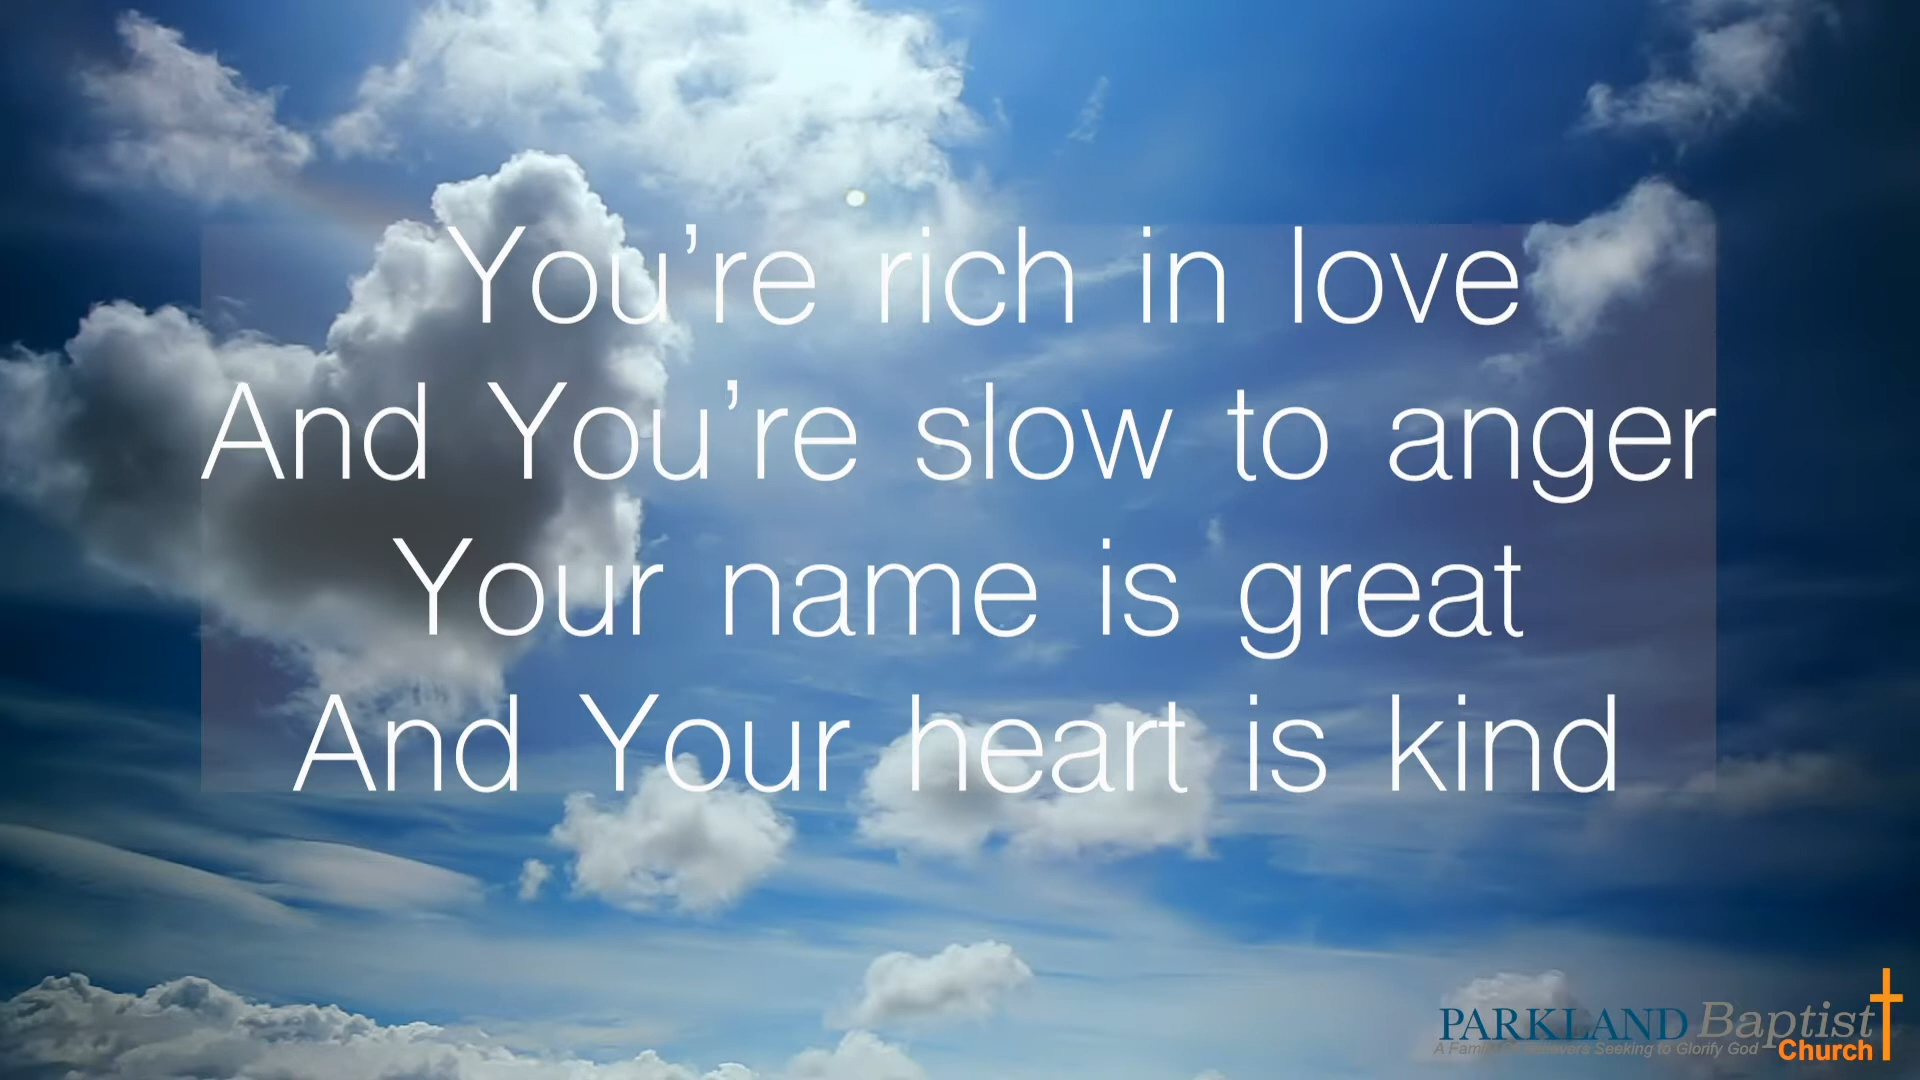 You’re rich in love
And You’re slow to anger
Your name is great
And Your heart is kind
PARKLAND Baptist
A Family of Believers Seeking to Glorify God
Church